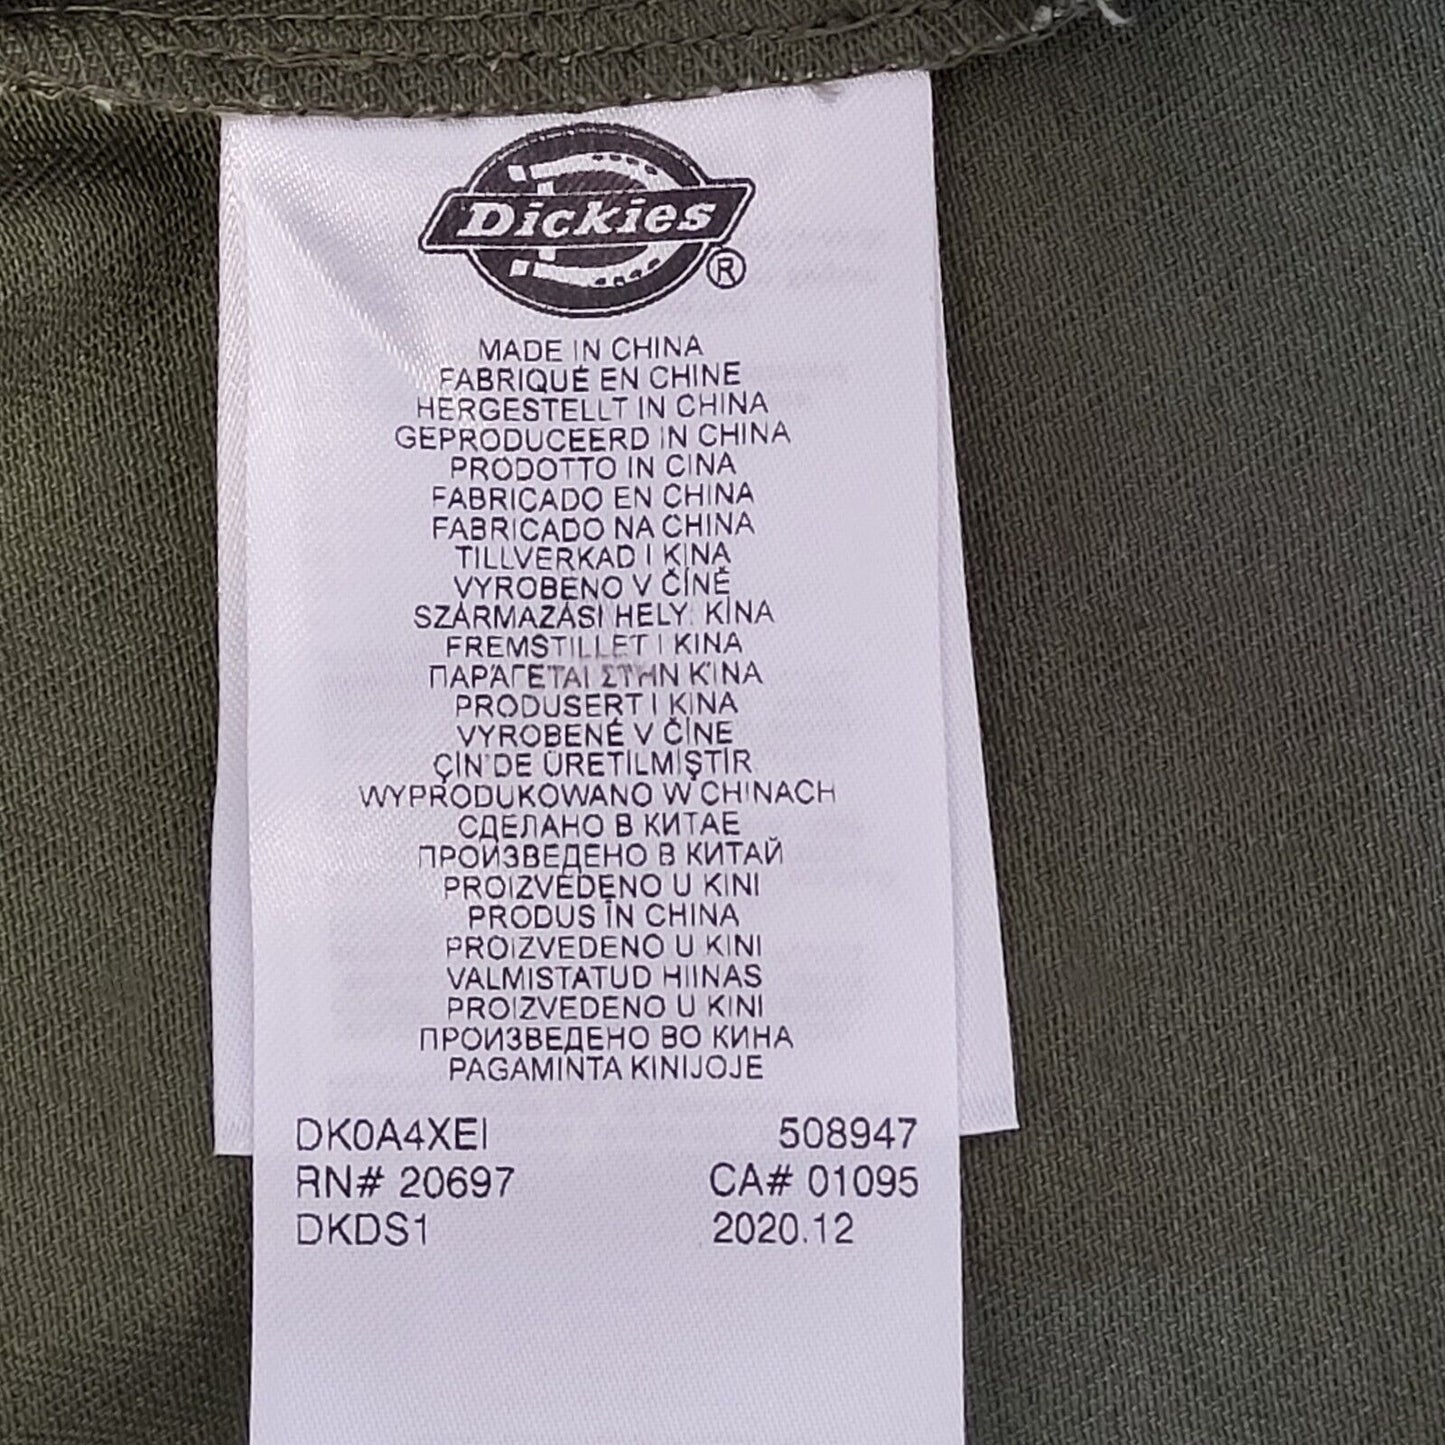 Dickies
®
MADE IN CHINA
FABRIQUÉ EN CHINE
HERGESTELLT IN CHINA
GEPRODUCEERD IN CHINA
PRODOTTO IN CINA
FABRICADO EN CHINA
FABRICADO NA CHINA
TILLVERKAD I KINA
VYROBENO V ČÍNĚ
SZÁRMAZÁSI HELY: KÍNA
FREMSTILLET I KINA
ΠΑΡΆΓΕΤΑΙ ΣΤΗΝ ΚΊΝΑ
PRODUSERT I KINA
VYROBENÉ V ČÍNE
ÇİN'DE ÜRETİLMİŞTİR
WYPRODUKOWANO W CHINACH
СДЕЛАНО В КИТАЕ
ПРОИЗВЕДЕНО В КИТАЙ
PROIZVEDENO U KINI
PRODUS ÎN CHINA
PROIZVEDENO U KINI
VALMISTATUD HIINAS
PROIZVEDENO U KINI
ПРОИЗВЕДЕНО ВО КИНА
PAGAMINTA KINIJOJE
DK0A4XEI 508947
RN# 20697 CA# 01095
DKDS1 2020.12